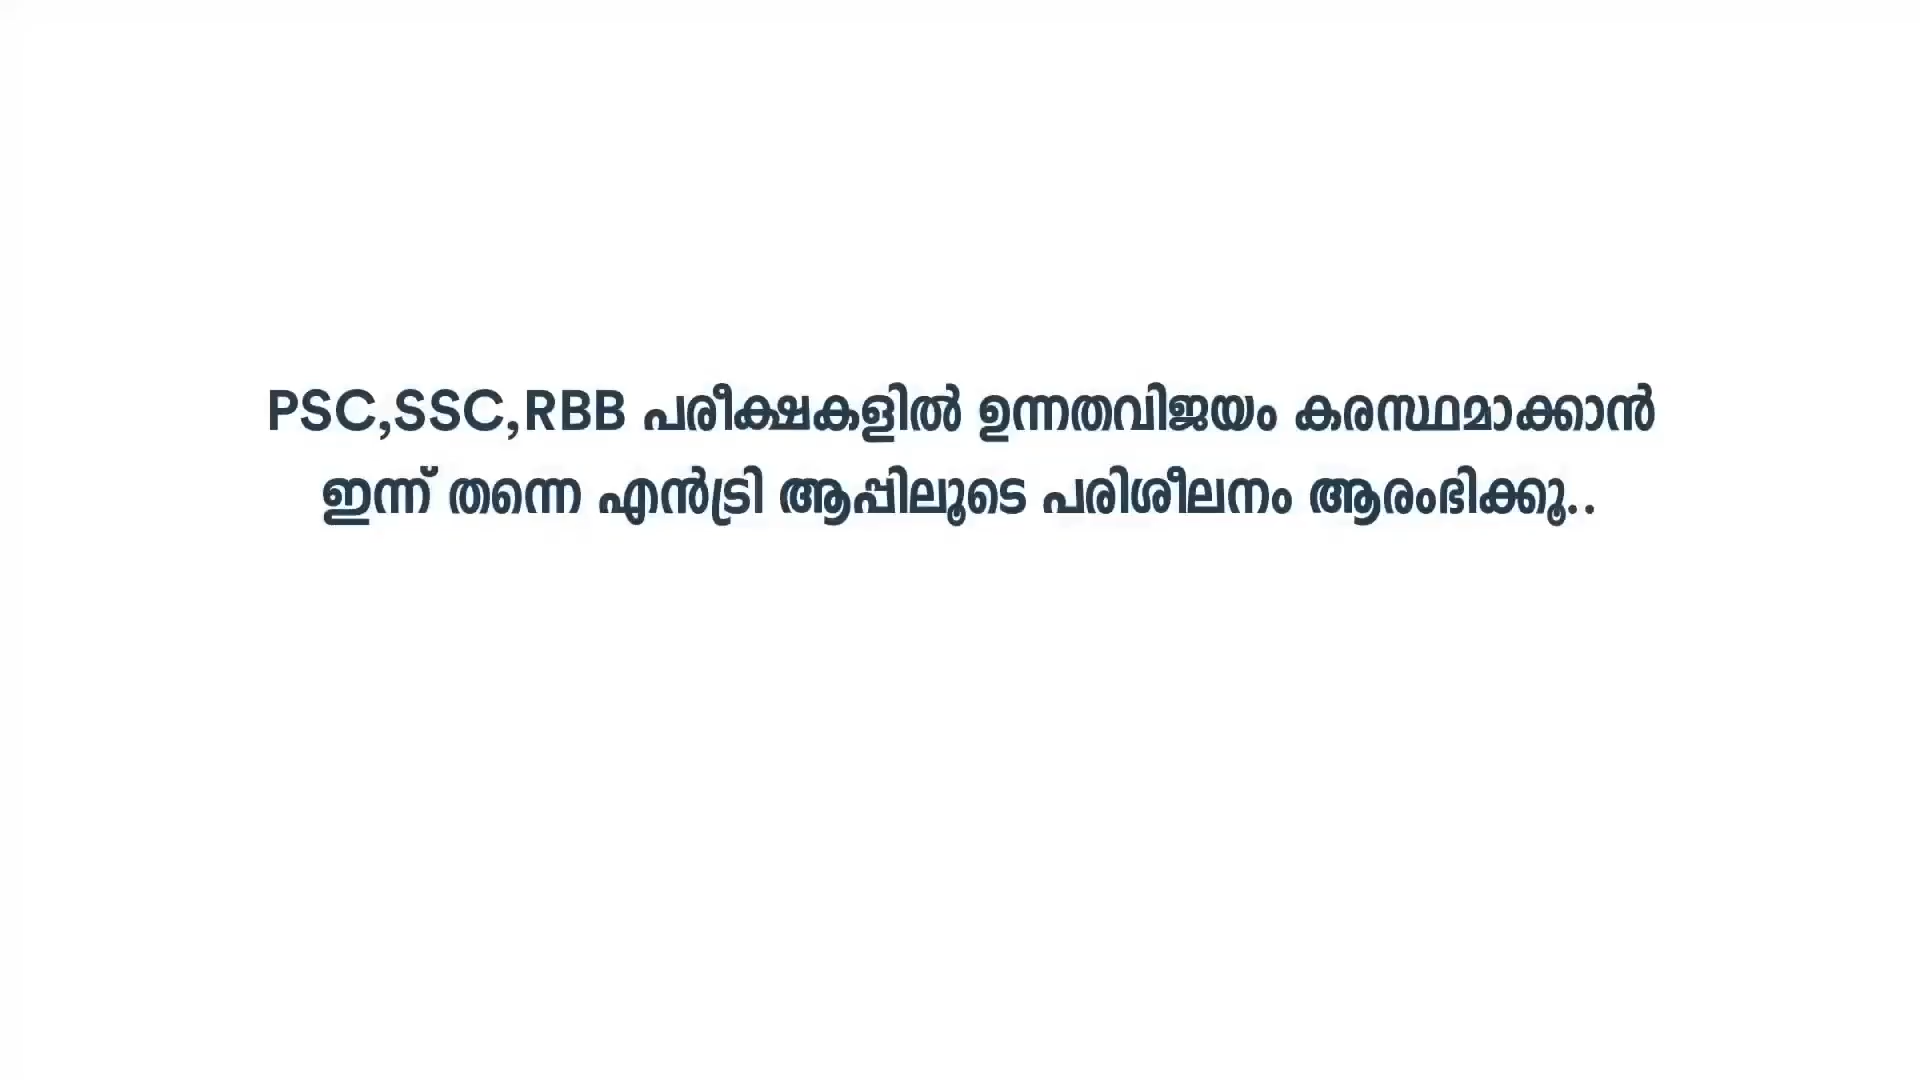 PSC,SSC,RBB പരീക്ഷകളിൽ ഉന്നതവിജയം കരസ്ഥമാക്കാൻ
ഇന്ന് തന്നെ എൻട്രി ആപ്പിലൂടെ പരിശീലനം ആരംഭിക്കൂ..